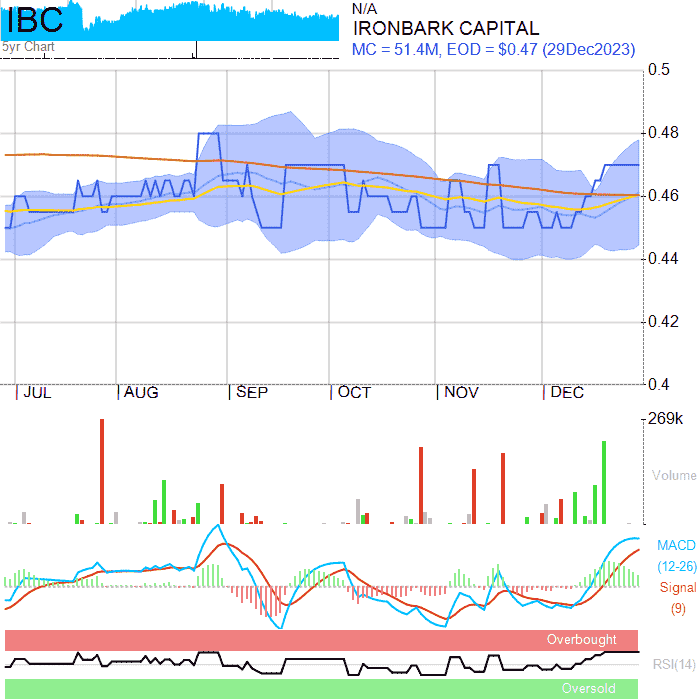 IBC
5yr Chart
N/A
IRONBARK CAPITAL
MC = 51.4M, EOD = $0.47 (29Dec2023)
0.5
0.48
0.46
0.44
0.42
0.4
JUL AUG SEP OCT NOV DEC
269k
Volume
MACD
(12-26)
Signal
(9)
Overbought
RSI(14)
Oversold